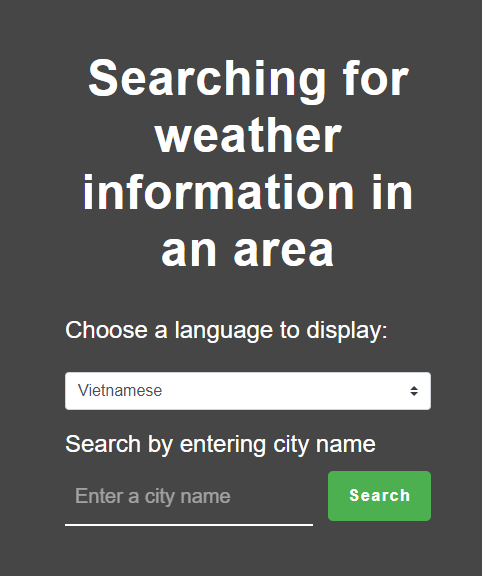 Searching for
weather
information in
an area
Choose a language to display:
Vietnamese
Search by entering city name
Enter a city name
Search